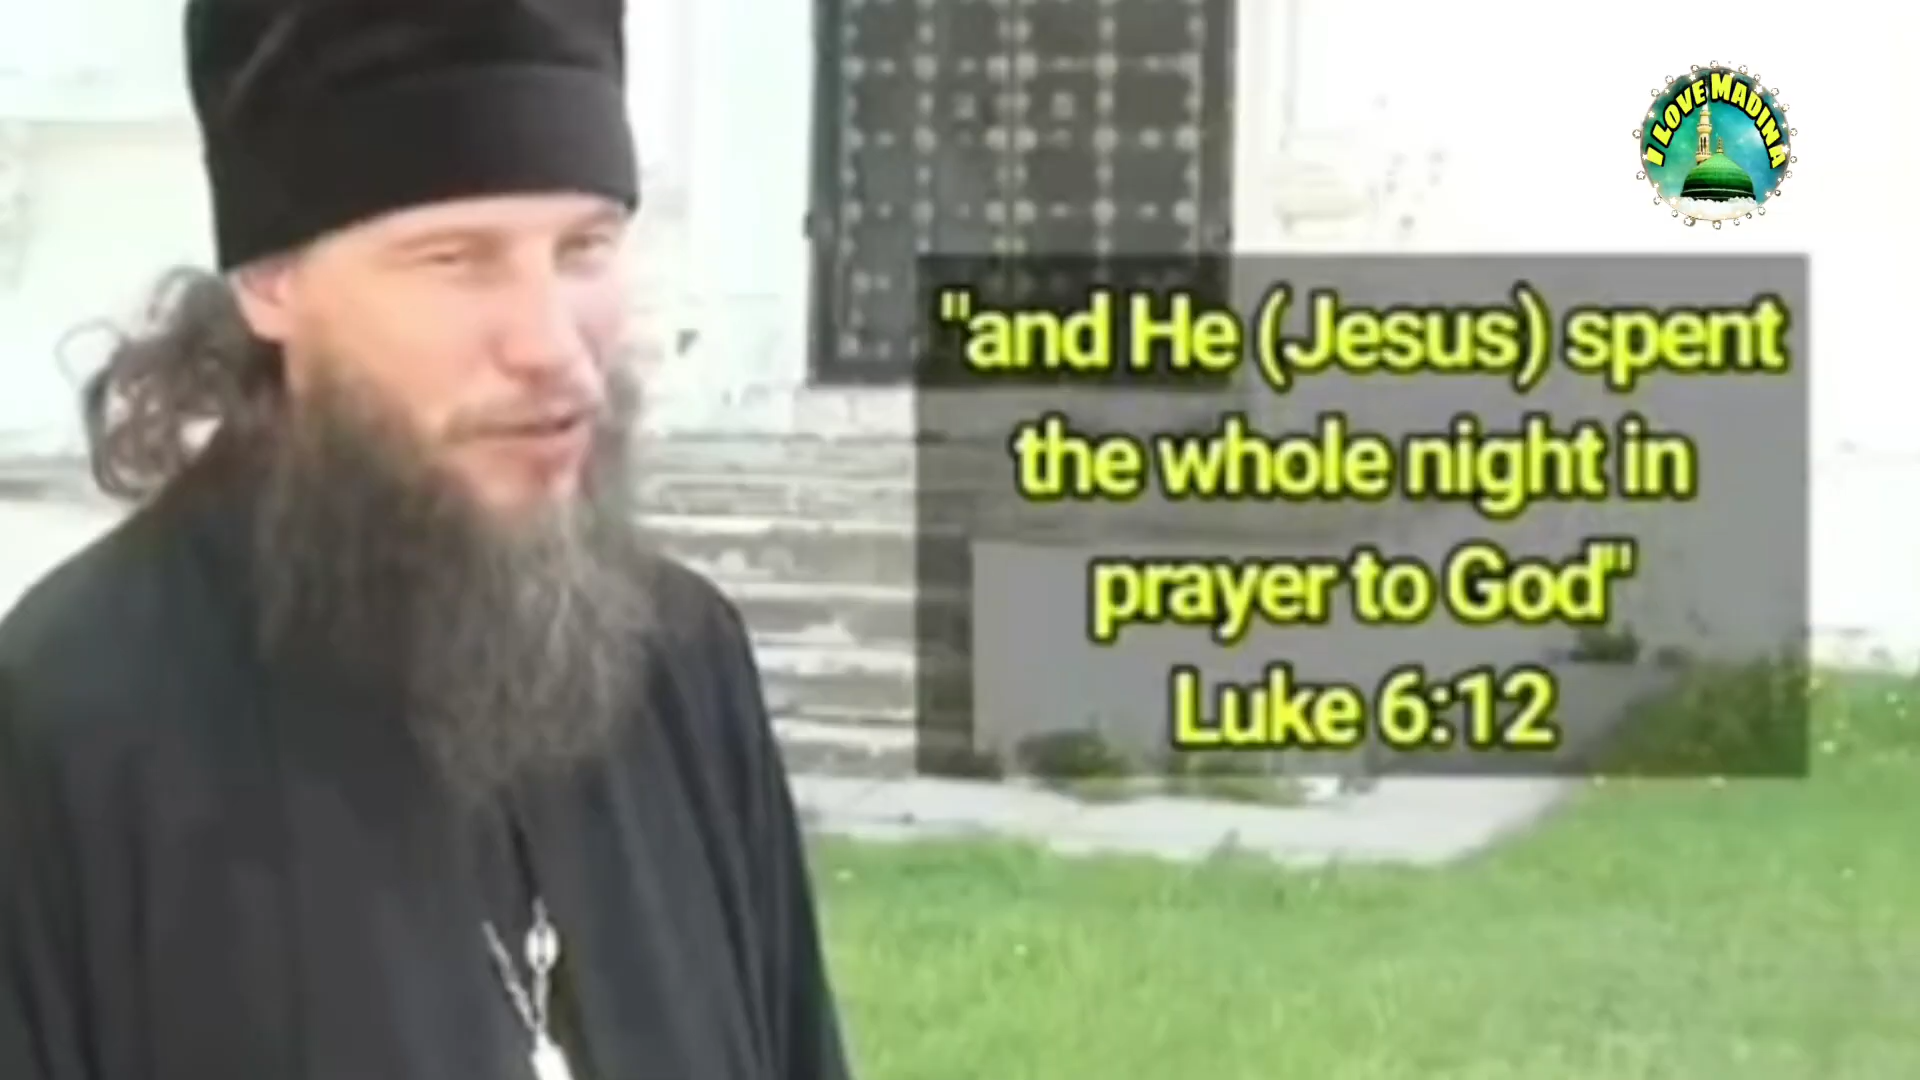 I LOVE MADINA
"and He (Jesus) spent
the whole night in
prayer to God"
Luke 6:12